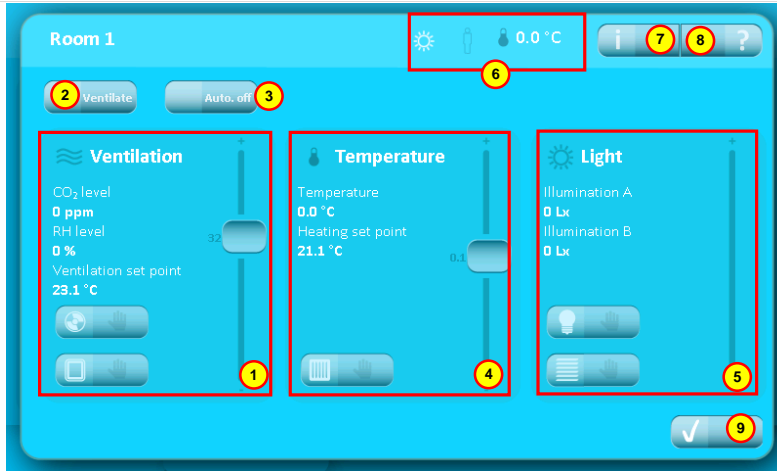 Room 1
0.0 °C
i 7 8 ?
6
2 Ventilate
Auto. off 3
Ventilation
+
CO₂ level
0 ppm
RH level
0 %
32
Ventilation set point
23.1 °C
-
1
Temperature
+
Temperature
0.0 °C
Heating set point
21.1 °C
0.1
4
Light
+
Illumination A
0 Lx
Illumination B
0 Lx
5
9